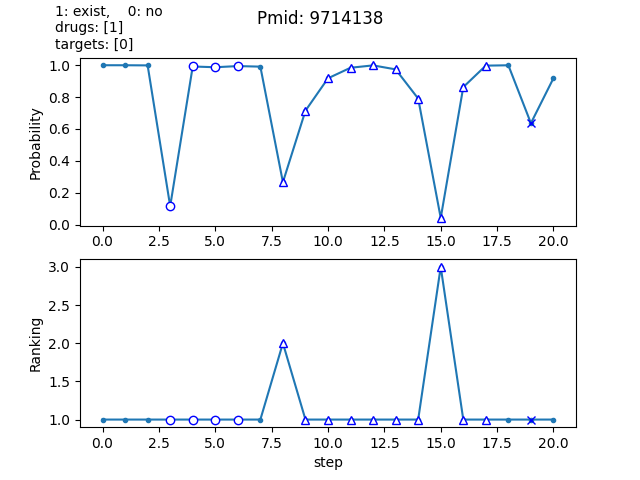 1: exist,    0: no
drugs: [1]
targets: [0]
Pmid: 9714138
1.0
0.8
0.6
0.4
0.2
0.0
Probability
0.0 2.5 5.0 7.5 10.0 12.5 15.0 17.5 20.0
3.0
2.5
2.0
1.5
1.0
Ranking
0.0 2.5 5.0 7.5 10.0 12.5 15.0 17.5 20.0
step